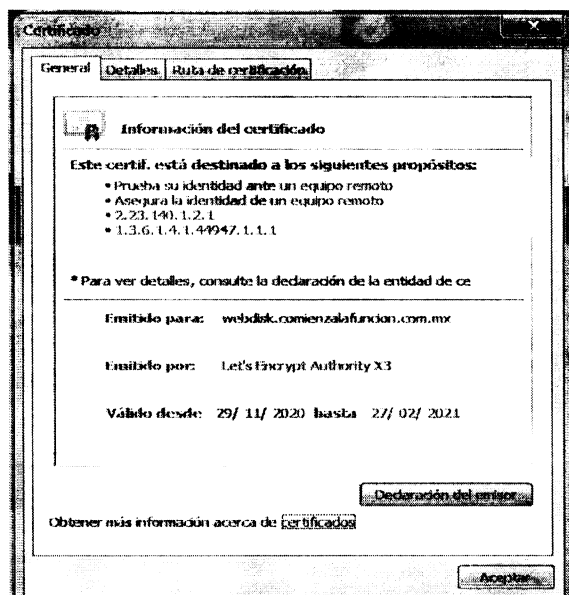 Certificado
General Detalles Ruta de certificación
Información del certificado
Este certif. está destinado a los siguientes propósitos:
• Prueba su identidad ante un equipo remoto
• Asegura la identidad de un equipo remoto
• 2.23.140.1.2.1
• 1.3.6.1.4.1.44947.1.1.1
* Para ver detalles, consulte la declaración de la entidad de ce
Emitido para: webdisk.comienzalafuncion.com.mx
Emitido por: Let's Encrypt Authority X3
Válido desde 29/ 11/ 2020 hasta 27/ 02/ 2021
Declaración del emisor
Obtener más información acerca de certificados
Aceptar